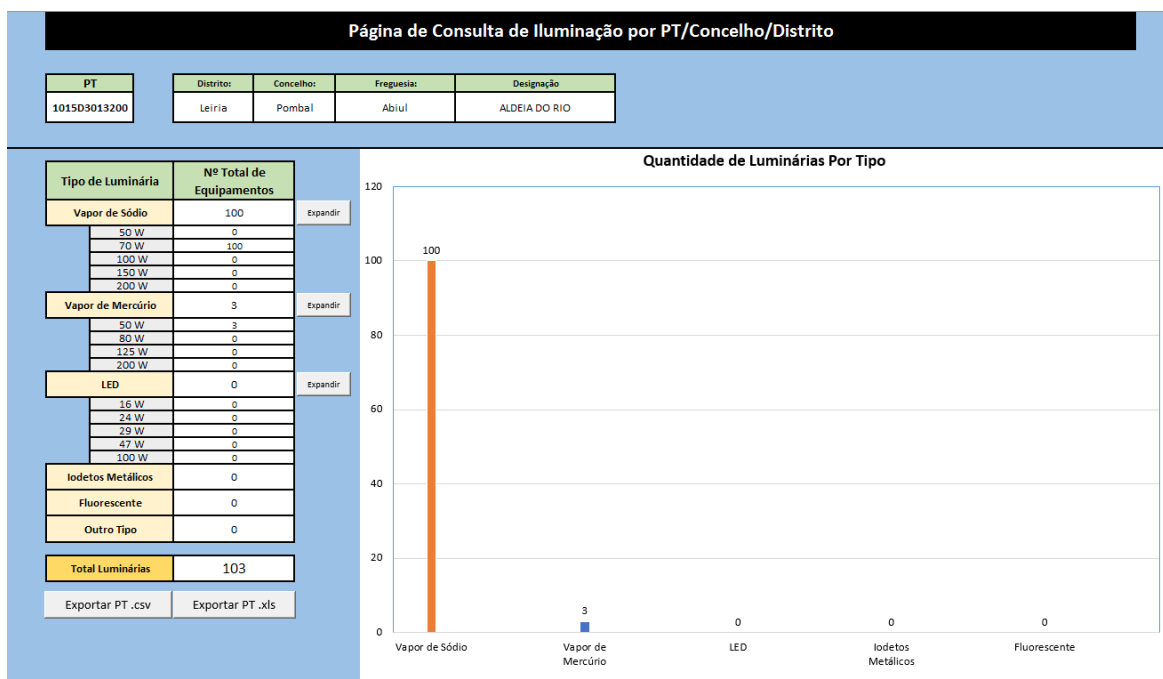 Página de Consulta de Iluminação por PT/Concelho/Distrito
PT
1015D3013200
Distrito: Concelho: Freguesia: Designação
Leiria Pombal Abiul ALDEIA DO RIO
Tipo de Luminária Nº Total de Equipamentos
Vapor de Sódio 100 Expandir
50 W 0
70 W 100
100 W 0
150 W 0
200 W 0
Vapor de Mercúrio 3 Expandir
50 W 3
80 W 0
125 W 0
200 W 0
LED 0 Expandir
16 W 0
24 W 0
29 W 0
47 W 0
100 W 0
Iodetos Metálicos 0
Fluorescente 0
Outro Tipo 0
Total Luminárias 103
Exportar PT .csv Exportar PT .xls
Quantidade de Luminárias Por Tipo
120
100
80
60
40
20
0
100
3
0
0
0
Vapor de Sódio
Vapor de
Mercúrio
LED
Iodetos
Metálicos
Fluorescente